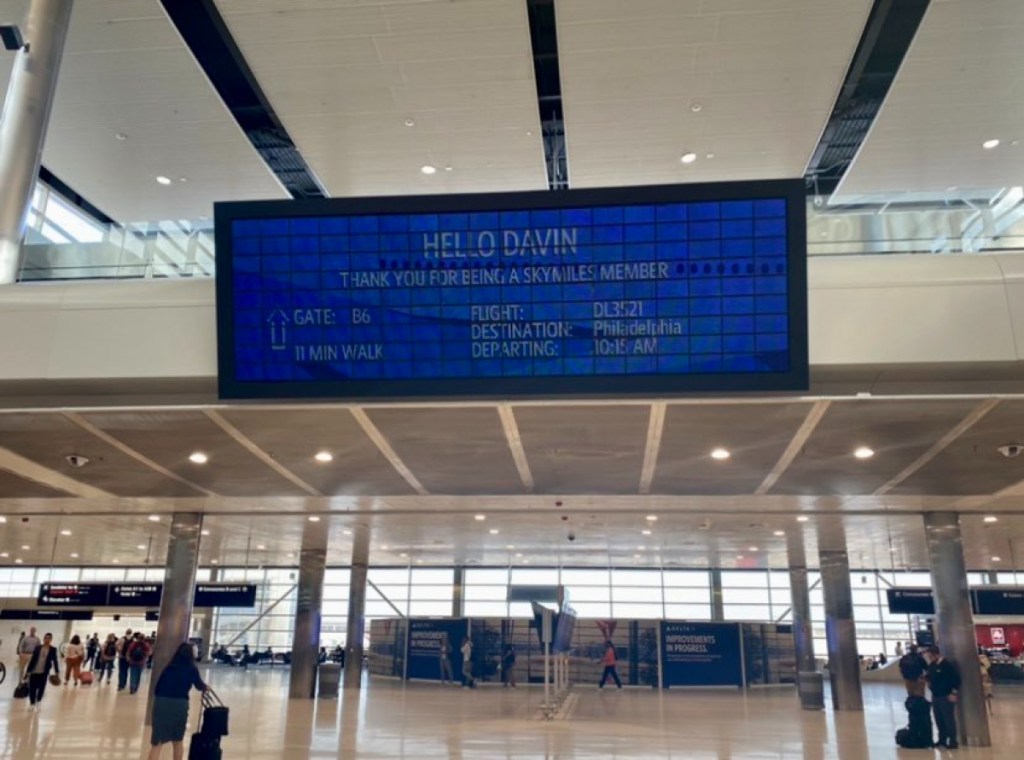 HELLO DAVIN
THANK YOU FOR BEING A SKYMILES MEMBER
GATE: B6
11 MIN WALK
FLIGHT: DL3521
DESTINATION: Philadelphia
DEPARTING: 10:15 AM
DELTA
IMPROVEMENTS
IN PROGRESS.
IMPROVEMENTS
IN PROGRESS.